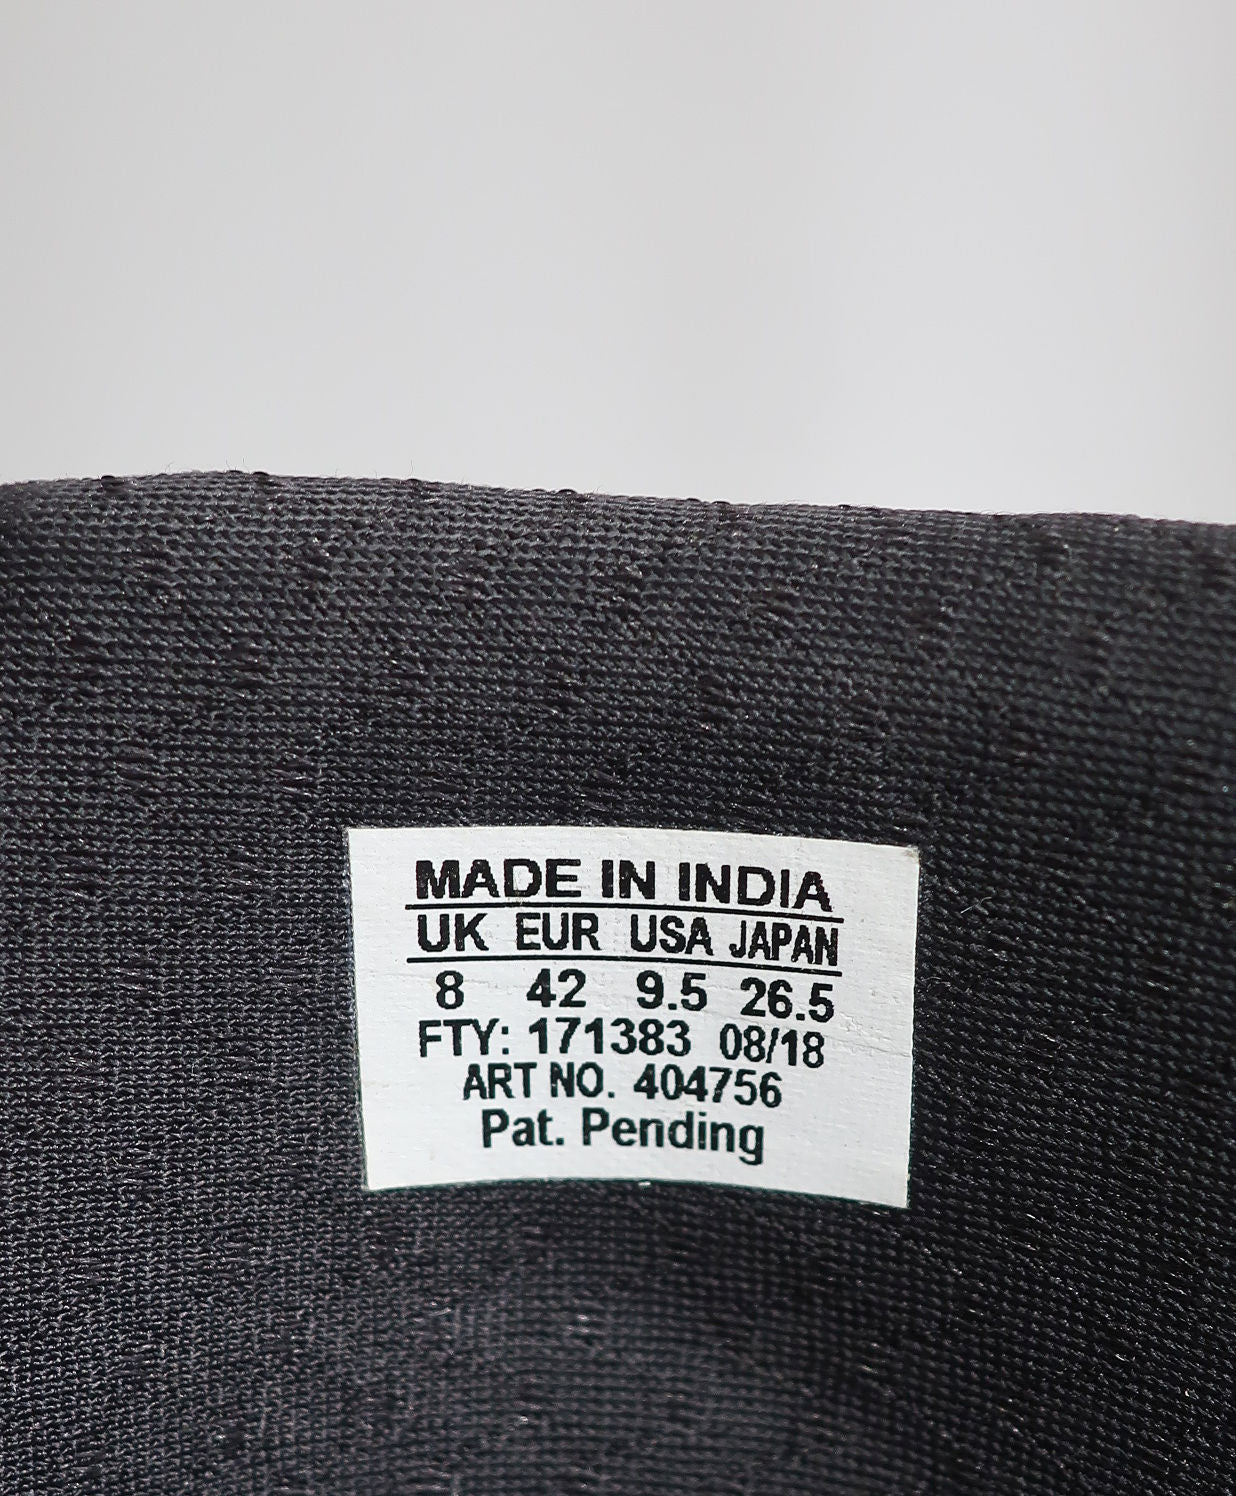 MADE IN INDIA
UK EUR USA JAPAN
8 42 9.5 26.5
FTY: 171383 08/18
ART NO. 404756
Pat. Pending